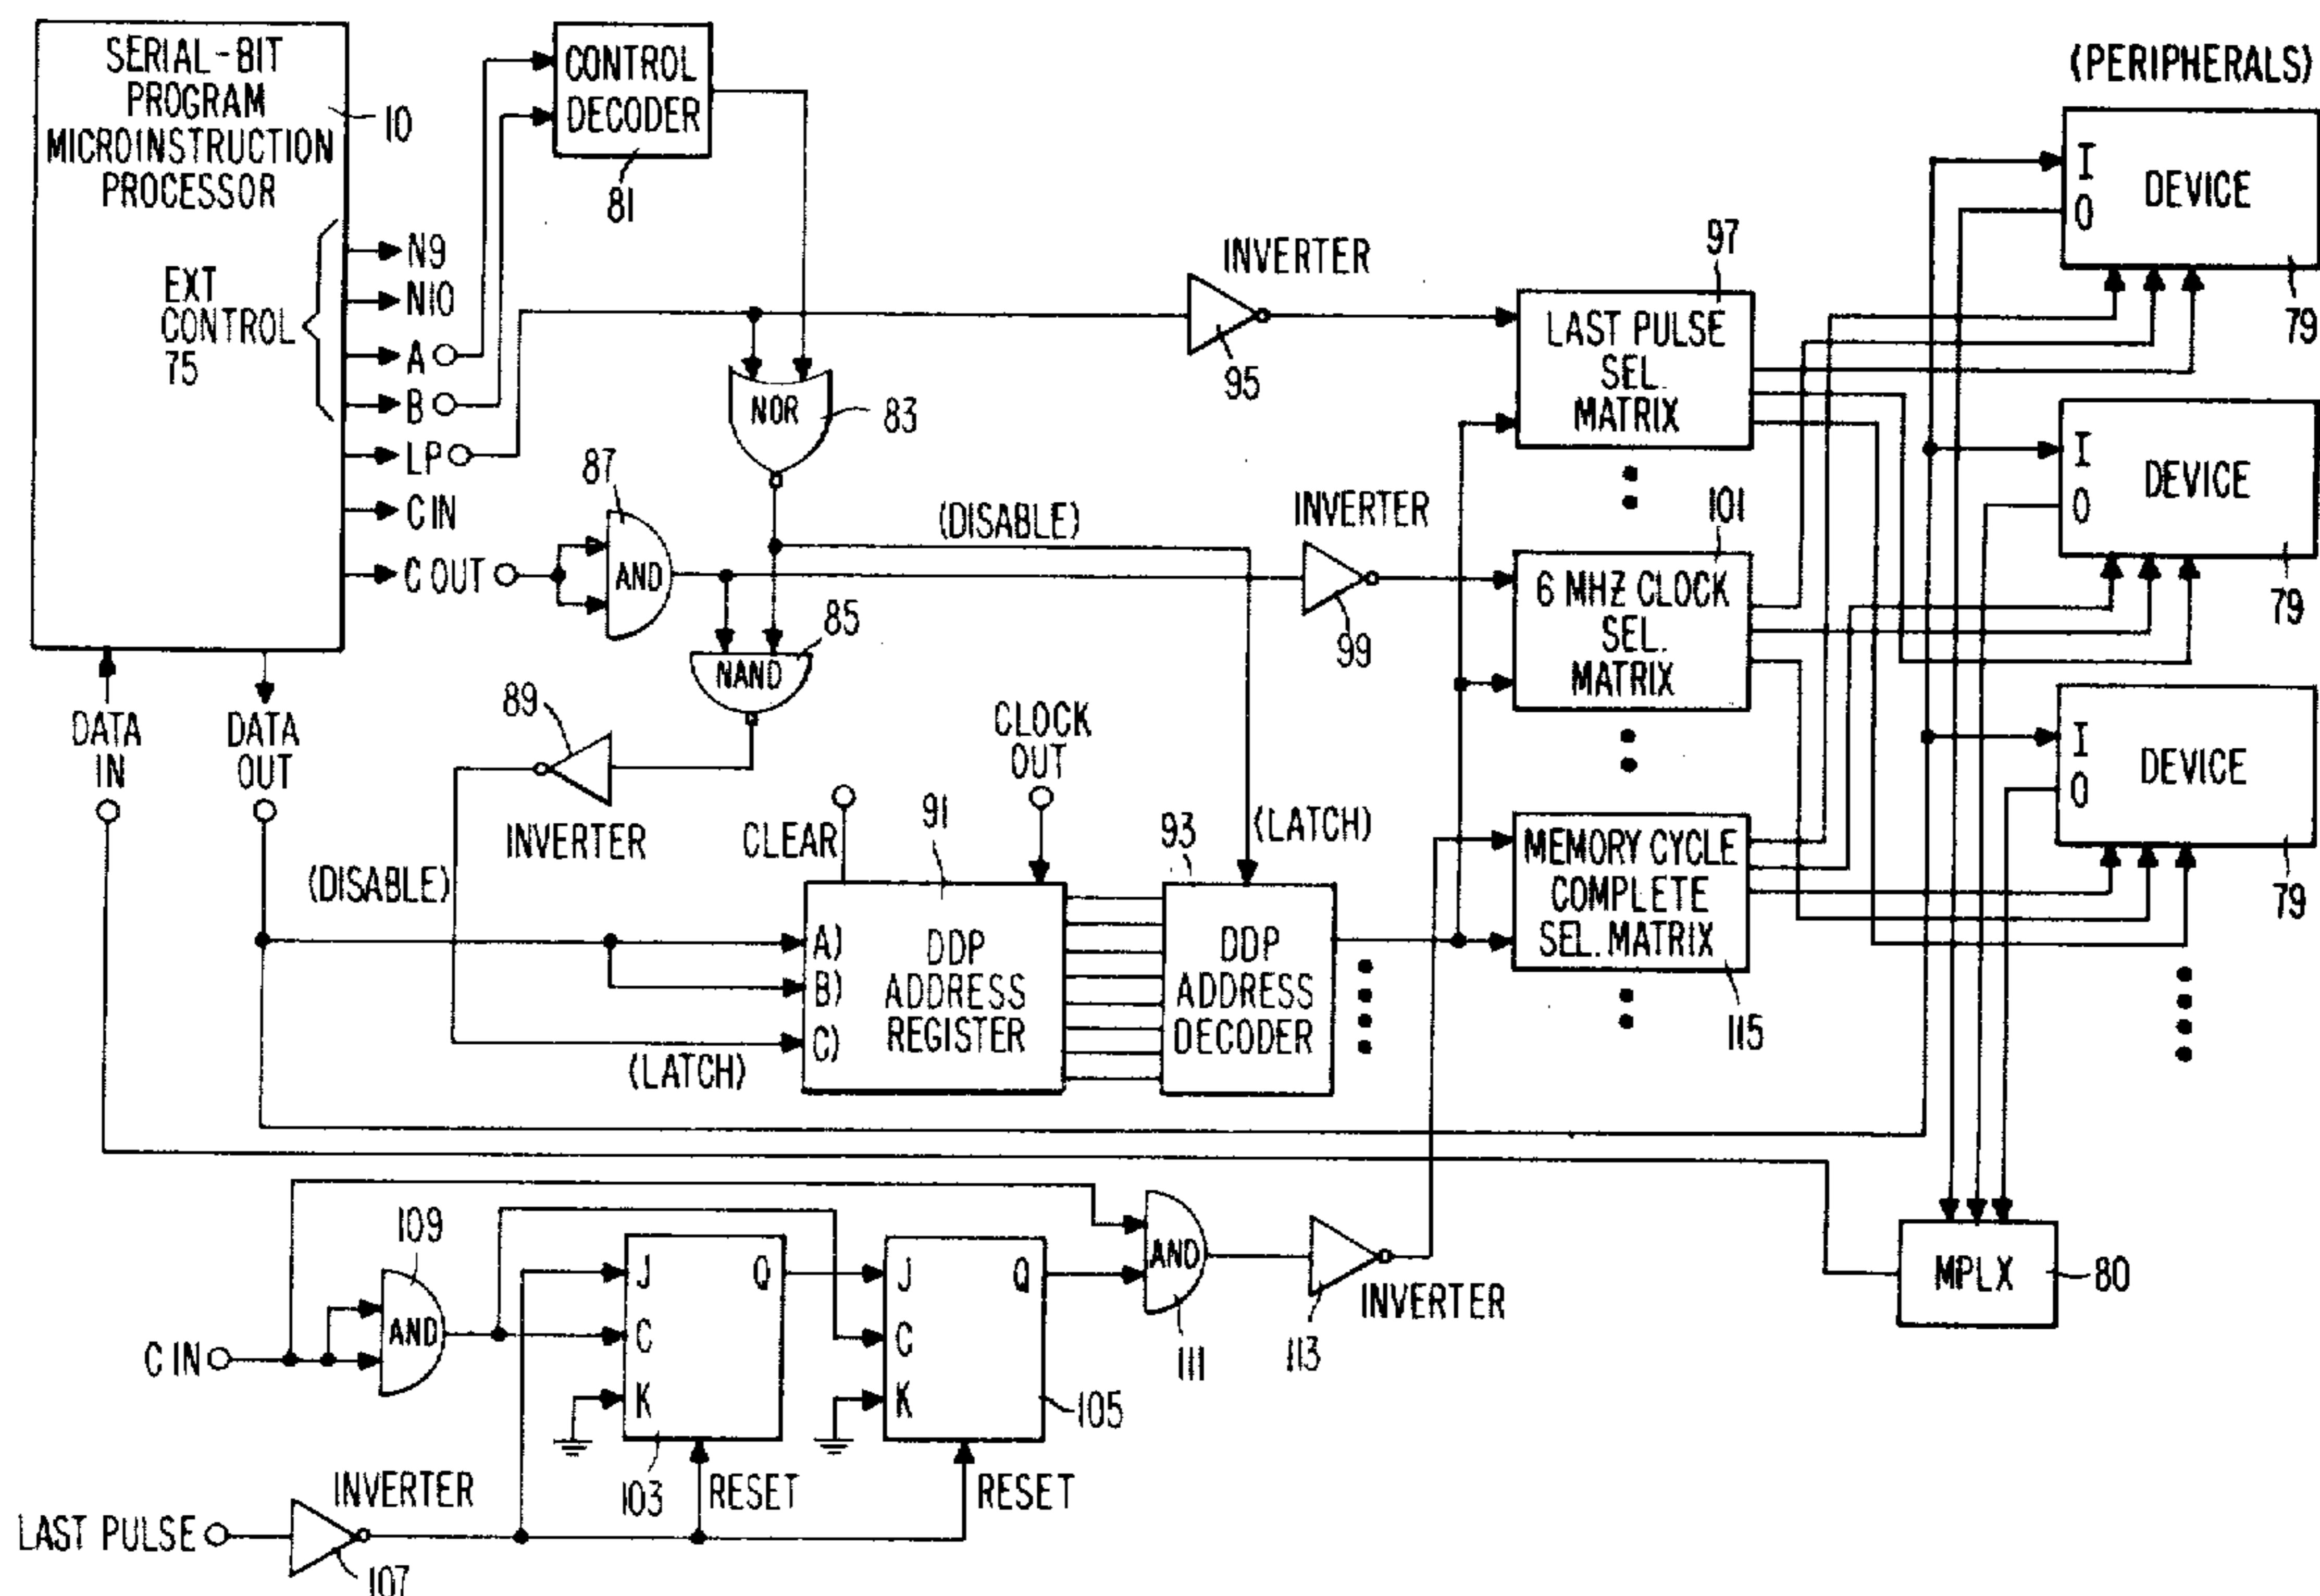 SERIAL-BIT
PROGRAM
MICROINSTRUCTION
PROCESSOR
10
EXT
CONTROL
75
N9
N10
A
B
LP
C IN
C OUT
DATA
IN
DATA
OUT
CONTROL
DECODER
81
NOR
83
87
AND
(DISABLE)
NAND
85
89
INVERTER
(DISABLE)
(LATCH)
CLEAR
CLOCK
OUT
91
A)
B)
C)
DDP
ADDRESS
REGISTER
93
(LATCH)
DDP
ADDRESS
DECODER
INVERTER
95
INVERTER
99
97
LAST PULSE
SEL.
MATRIX
101
6 MHZ CLOCK
SEL.
MATRIX
MEMORY CYCLE
COMPLETE
SEL. MATRIX
115
(PERIPHERALS)
I
O
DEVICE
79
I
O
DEVICE
79
I
O
DEVICE
79
MPLX
80
C IN
109
AND
J
C
K
Q
103
RESET
J
C
K
Q
105
RESET
AND
111
113
INVERTER
LAST PULSE
INVERTER
107